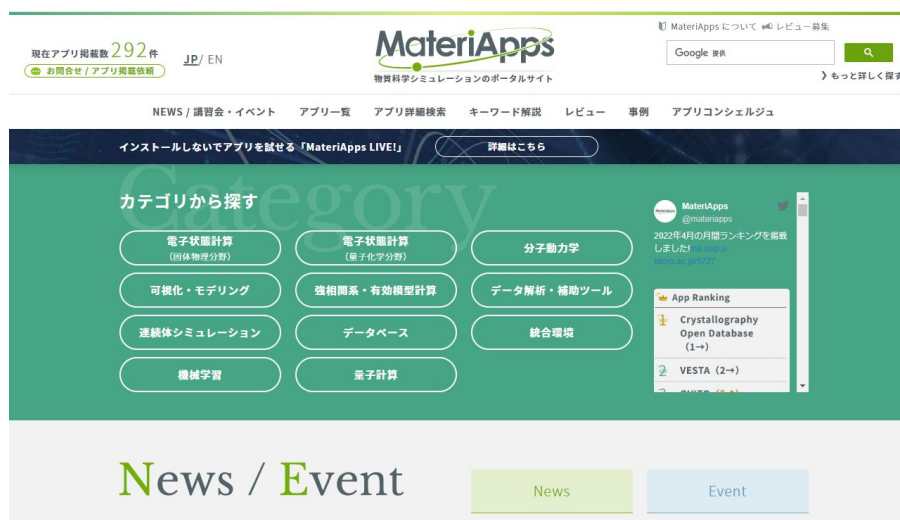 現在アプリ掲載数 292 件
お問合せ / アプリ掲載依頼
JP / EN
MateriApps
物質科学シミュレーションのポータルサイト
MateriApps について レビュー募集
Google 提供
もっと詳しく探す
NEWS / 講習会・イベント アプリ一覧 アプリ詳細検索 キーワード解説 レビュー 事例 アプリコンシェルジュ
インストールしないでアプリを試せる「MateriApps LIVE!」 詳細はこちら
Category
カテゴリから探す
電子状態計算
(固体物理分野)
電子状態計算
(量子化学分野)
分子動力学
可視化・モデリング
強相関系・有効模型計算
データ解析・補助ツール
連続体シミュレーション
データベース
統合環境
機械学習
量子計算
MateriApps
@materiapps
2022年4月の月間ランキングを掲載
しました!ma.issp.u-
tokyo.ac.jp/5727
App Ranking
1 Crystallography
Open Database
(1→)
2 VESTA (2→)
News / Event
News
Event